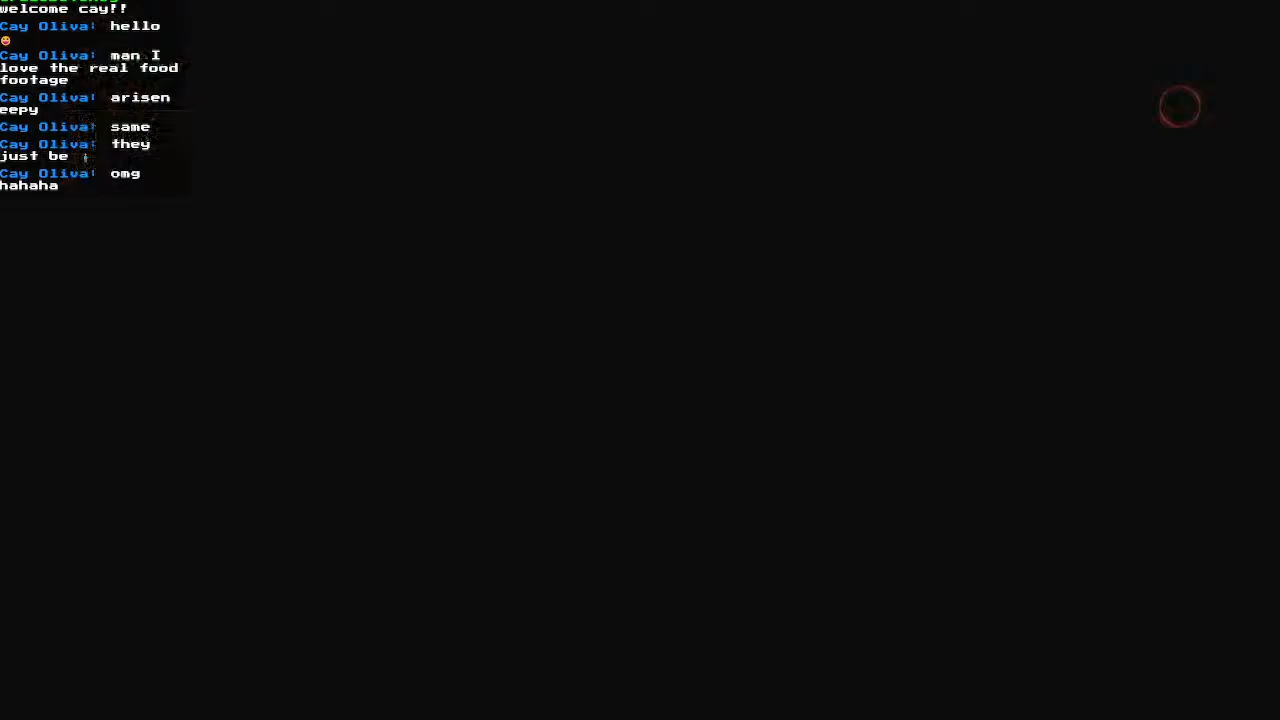 welcome cay!!
Cay Oliva: hello
😀
Cay Oliva: man I
love the real food
footage
Cay Oliva: arisen
eepy
Cay Oliva: same
Cay Oliva: they
just be
Cay Oliva: omg
hahaha